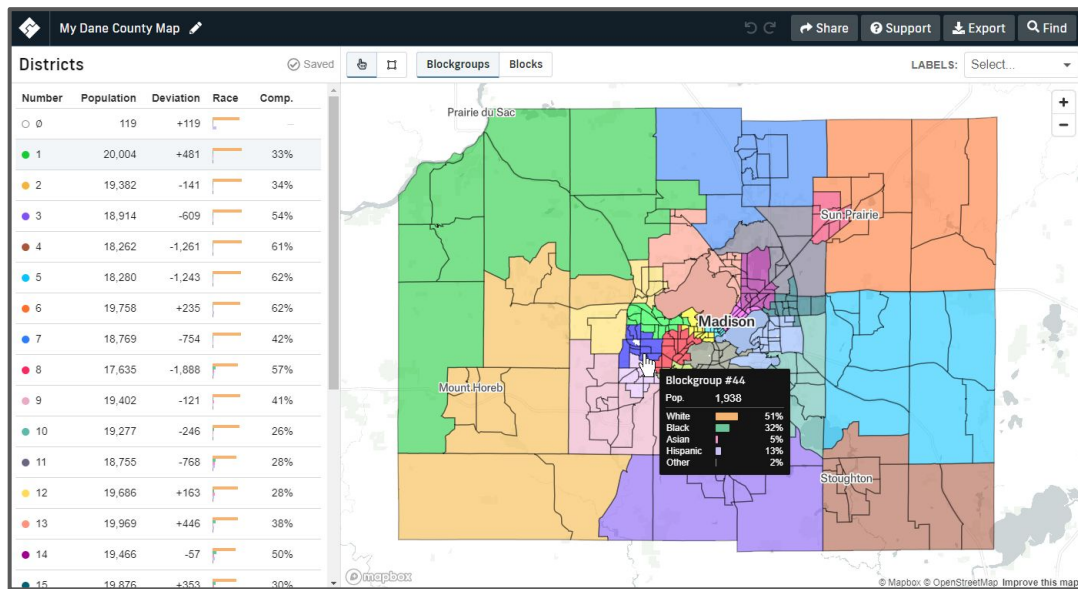 My Dane County Map
Share
Support
Export
Find
Districts
Saved
Blockgroups
Blocks
LABELS:
Select...
Number Population Deviation Race Comp.
Ø 119 +119 –
1 20,004 +481 33%
2 19,382 -141 34%
3 18,914 -609 54%
4 18,262 -1,261 61%
5 18,280 -1,243 62%
6 19,758 +235 62%
7 18,769 -754 42%
8 17,635 -1,888 57%
9 19,402 -121 41%
10 19,277 -246 26%
11 18,755 -768 28%
12 19,686 +163 28%
13 19,969 +446 38%
14 19,466 -57 50%
15 19,876 +353 30%
Prairie du Sac
Sun Prairie
Madison
Mount Horeb
Stoughton
Blockgroup #44
Pop. 1,938
White 51%
Black 32%
Asian 5%
Hispanic 13%
Other 2%
+
−
mapbox
© Mapbox © OpenStreetMap Improve this map